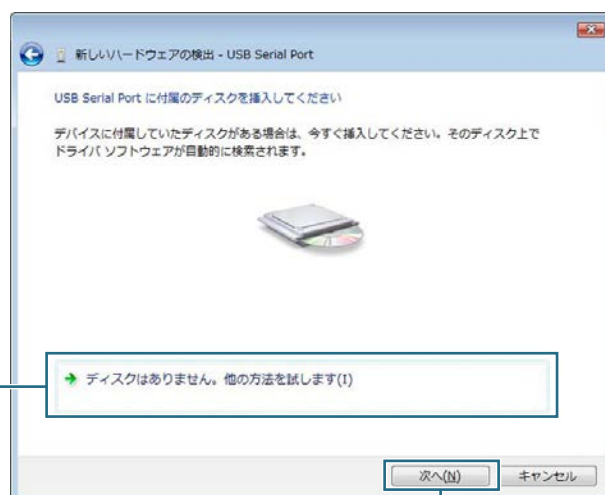 新しいハードウェアの検出 - USB Serial Port
USB Serial Port に付属のディスクを挿入してください
デバイスに付属していたディスクがある場合は、今すぐ挿入してください。そのディスク上で
ドライバ ソフトウェアが自動的に検索されます。
ディスクはありません。他の方法を試します(I)
次へ(N)
キャンセル